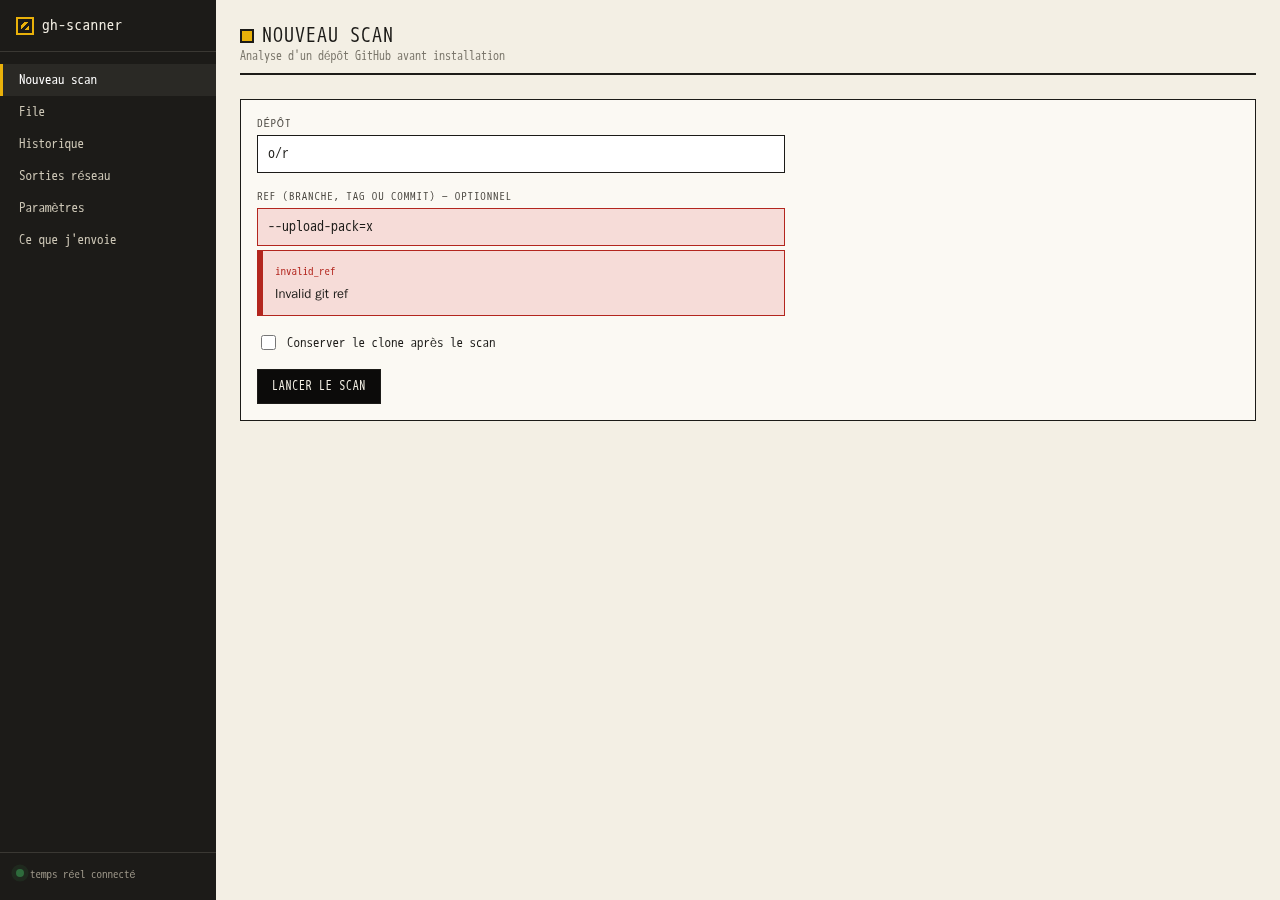 gh-scanner
Nouveau scan
File
Historique
Sorties réseau
Paramètres
Ce que j'envoie
temps réel connecté
NOUVEAU SCAN
Analyse d'un dépôt GitHub avant installation
DÉPÔT
o/r
REF (BRANCHE, TAG OU COMMIT) — OPTIONNEL
--upload-pack=x
invalid_ref
Invalid git ref
Conserver le clone après le scan
LANCER LE SCAN